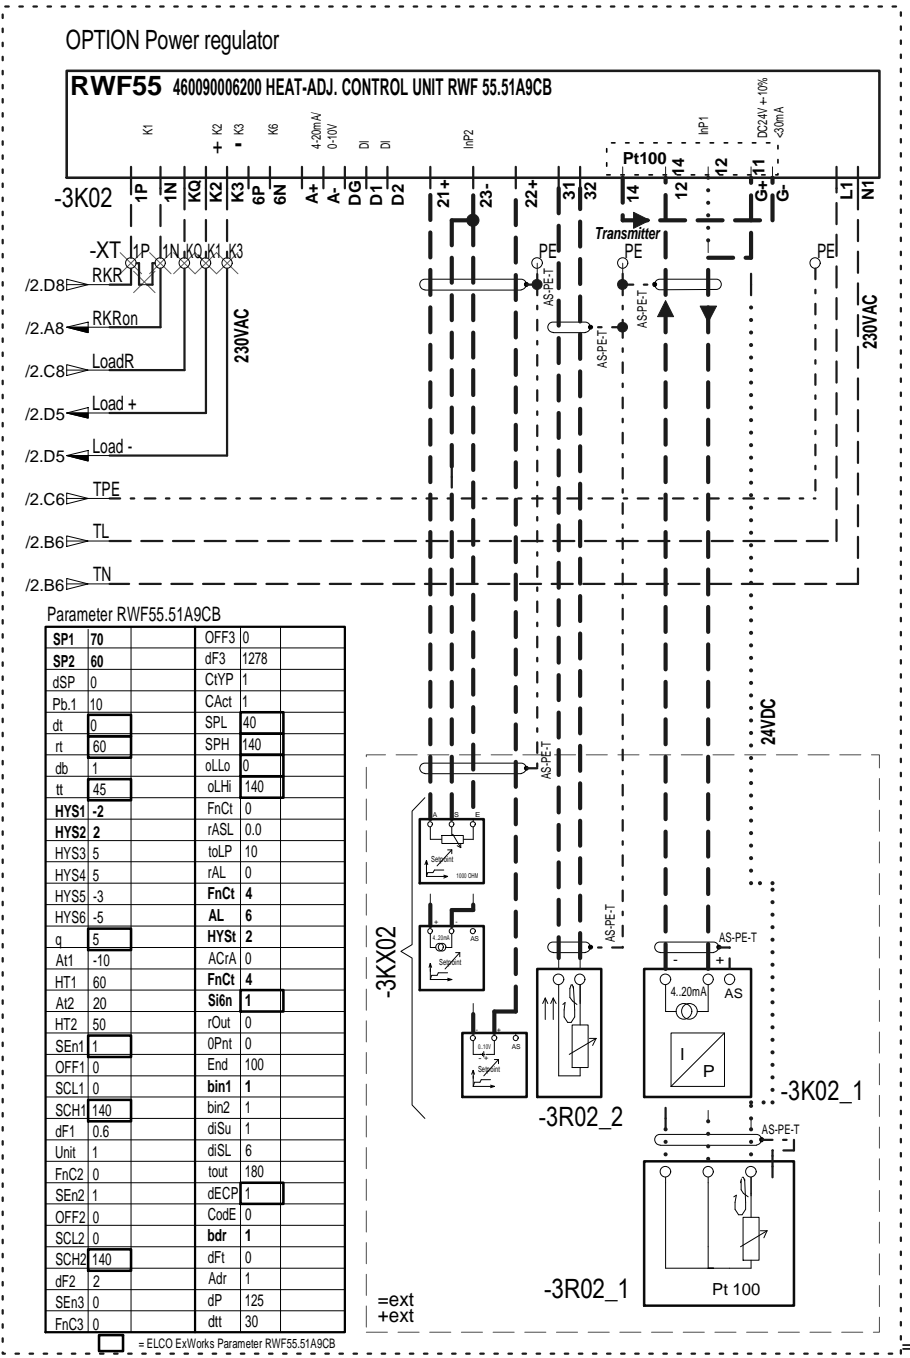 OPTION Power regulator
RWF55 460090006200 HEAT-ADJ. CONTROL UNIT RWF 55.51A9CB
K1
+ K2
- K3
K6
4-20mA/
0-10V
DI
DI
InP2
InP1
DC24V +-10%
<30mA
Pt100
14
12
11
-3K02
1P
1N
KQ
K2
K3
6P
6N
A+
A-
DG
D1
D2
21+
23-
22+
31
32
14
12
G+
G-
L1
N1
Transmitter
-XT 1P 1N KQ K1 K3
PE
PE
PE
/2.D8 RKR
AS-PE-T
AS-PE-T
/2.A8 RKRon
230VAC
230VAC
AS-PE-T
/2.C8 LoadR
/2.D5 Load +
/2.D5 Load -
/2.C6 TPE
/2.B6 TL
/2.B6 TN
Parameter RWF55.51A9CB
SP1 70 OFF3 0
SP2 60 dF3 1278
dSP 0 CtYP 1
Pb.1 10 CAct 1
dt 0 SPL 40
rt 60 SPH 140
db 1 oLLo 0
tt 45 oLHi 140
HYS1 -2 FnCt 0
HYS2 2 rASL 0.0
HYS3 5 toLP 10
HYS4 5 rAL 0
HYS5 -3 FnCt 4
HYS6 -5 AL 6
q 5 HYSt 2
At1 -10 ACrA 0
HT1 60 FnCt 4
At2 20 Si6n 1
HT2 50 rOut 0
SEn1 1 0Pnt 0
OFF1 0 End 100
SCL1 0 bin1 1
SCH1 140 bin2 1
dF1 0.6 diSu 1
Unit 1 diSL 6
FnC2 0 tout 180
SEn2 1 dECP 1
OFF2 0 CodE 0
SCL2 0 bdr 1
SCH2 140 dFt 0
dF2 2 Adr 1
SEn3 0 dP 125
FnC3 0 dtt 30
= ELCO ExWorks Parameter RWF55.51A9CB
24VDC
AS-PE-T
A S E
Setpoint
1000 OHM
-3KX02
+ - 
4..20mA AS
Setpoint
- +
0..10V AS
- +
Setpoint
AS-PE-T
-3R02_2
AS-PE-T
- +
4..20mA AS
I
P
-3K02_1
AS-PE-T
-3R02_1
Pt 100
=ext
+ext
=